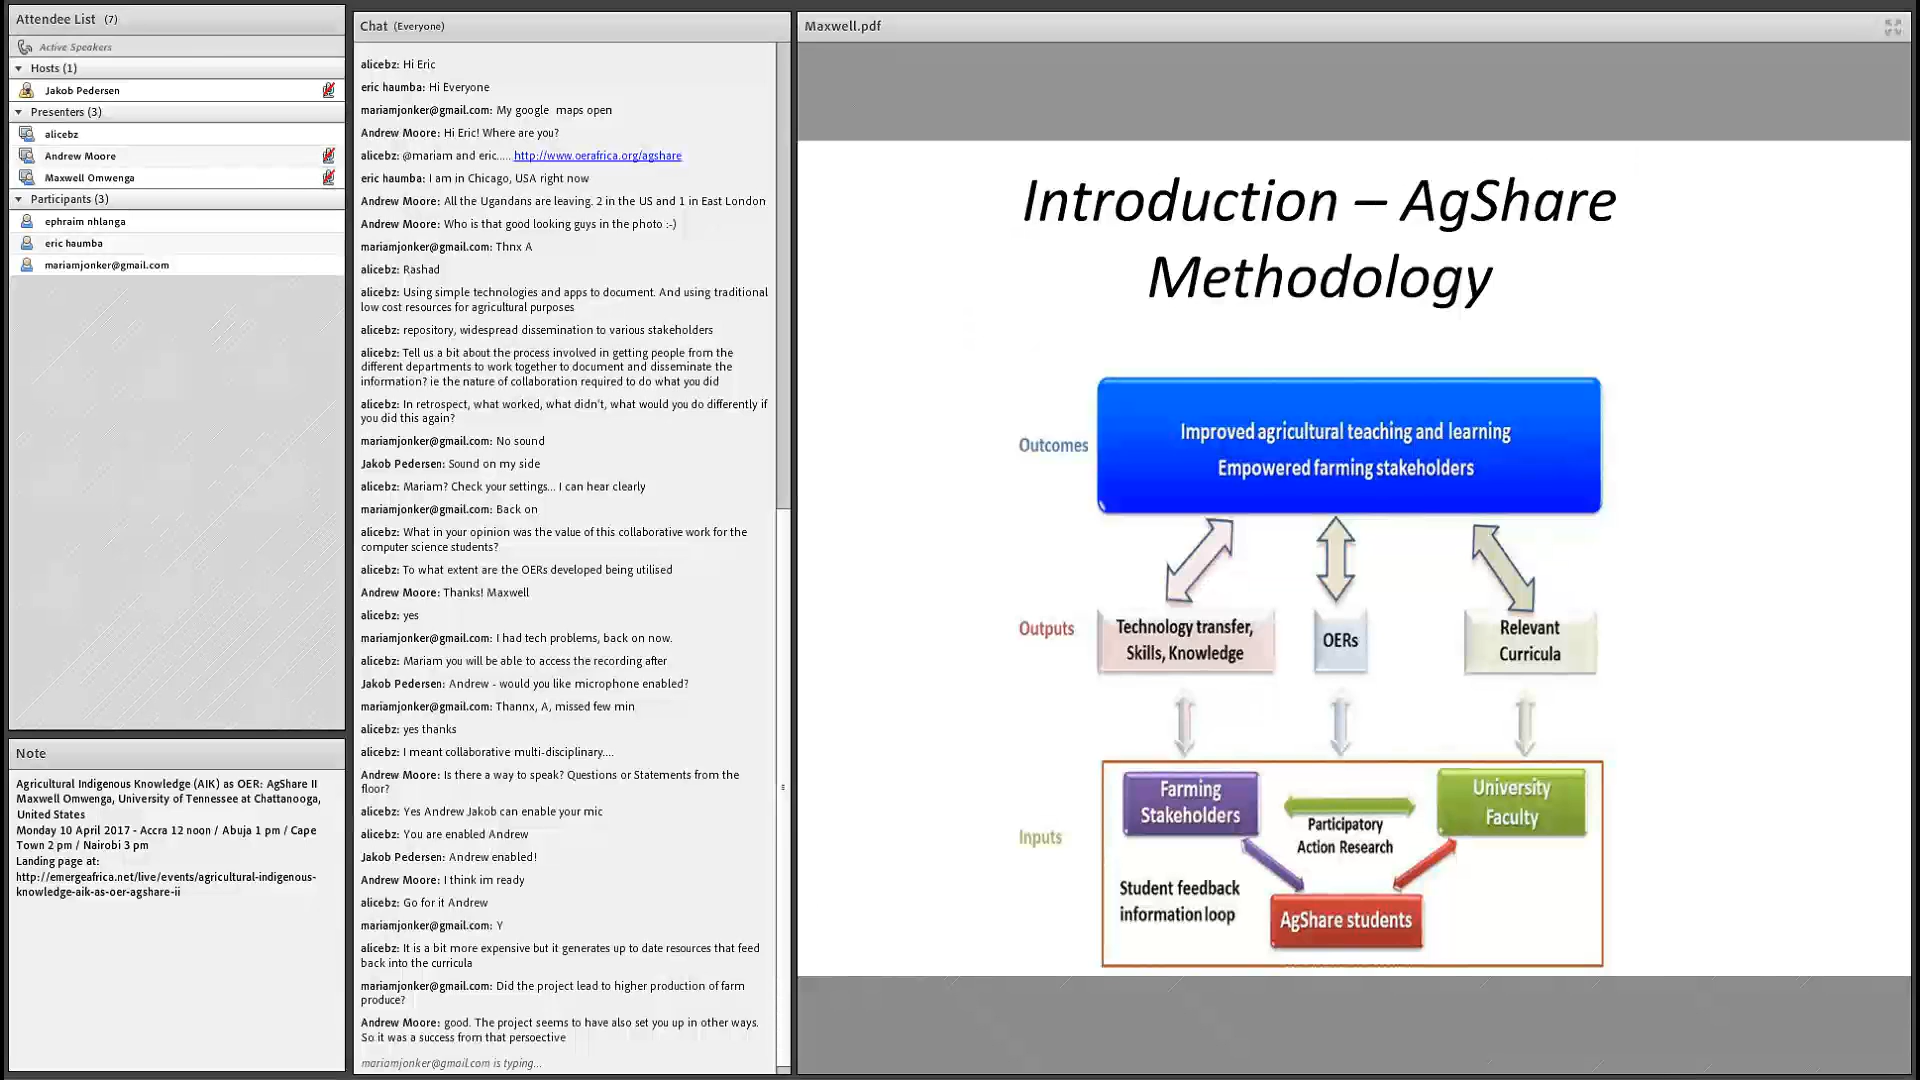 Attendee List (7)
Active Speakers
Hosts (1)
Jakob Pedersen
Presenters (3)
alicebz
Andrew Moore
Maxwell Omwenga
Participants (3)
ephraim nhlanga
eric haumba
mariamjonker@gmail.com
Note
Agricultural Indigenous Knowledge (AIK) as OER: AgShare II
Maxwell Omwenga, University of Tennesee at Chattanooga,
United States
Monday 10 April 2017 - Accra 12 noon / Abuja 1 pm / Cape
Town 2 pm / Nairobi 3 pm
Landing page at:
http://emergeafrica.net/live/events/agricultural-indigenous-
knowledge-aik-as-oer-agshare-ii
Chat (Everyone)
alicebz: Hi Eric
eric haumba: Hi Everyone
mariamjonker@gmail.com: My google maps open
Andrew Moore: Hi Eric! Where are you?
alicebz: @mariam and eric..... http://www.oerafrica.org/agshare
eric haumba: I am in Chicago, USA right now
Andrew Moore: All the Ugandans are leaving. 2 in the US and 1 in East London
Andrew Moore: Who is that good looking guys in the photo :-)
mariamjonker@gmail.com: Thnx A
alicebz: Rashad
alicebz: Using simple technologies and apps to document. And using traditional
low cost resources for agricultural purposes
alicebz: repository, widespread dissemination to various stakeholders
alicebz: Tell us a bit about the process involved in getting people from the
different departments to work together to document and disseminate the
information? ie the nature of collaboration required to do what you did
alicebz: In retrospect, what worked, what didn't, what would you do differently if
you did this again?
mariamjonker@gmail.com: No sound
Jakob Pedersen: Sound on my side
alicebz: Mariam? Check your settings... I can hear clearly
mariamjonker@gmail.com: Back on
alicebz: What in your opinion was the value of this collaborative work for the
computer science students?
alicebz: To what extent are the OERs developed being utilised
Andrew Moore: Thanks! Maxwell
alicebz: yes
mariamjonker@gmail.com: I had tech problems, back on now.
alicebz: Mariam you will be able to access the recording after
Jakob Pedersen: Andrew - would you like microphone enabled?
mariamjonker@gmail.com: Thannx, A, missed few min
alicebz: yes thanks
alicebz: I meant collaborative multi-disciplinary....
Andrew Moore: Is there a way to speak? Questions or Statements from the
floor?
alicebz: Yes Andrew Jakob can enable your mic
alicebz: You are enabled Andrew
Jakob Pedersen: Andrew enabled!
Andrew Moore: I think im ready
alicebz: Go for it Andrew
mariamjonker@gmail.com: Y
alicebz: It is a bit more expensive but it generates up to date resources that feed
back into the curricula
mariamjonker@gmail.com: Did the project lead to higher production of farm
produce?
Andrew Moore: good. The project seems to have also set you up in other ways.
So it was a success from that persoective
mariamjonker@gmail.com is typing...
Maxwell.pdf
Introduction – AgShare
Methodology
Outcomes
Improved agricultural teaching and learning
Empowered farming stakeholders
Outputs
Technology transfer,
Skills, Knowledge
OERs
Relevant
Curricula
Inputs
Farming
Stakeholders
Participatory
Action Research
University
Faculty
Student feedback
information loop
AgShare students